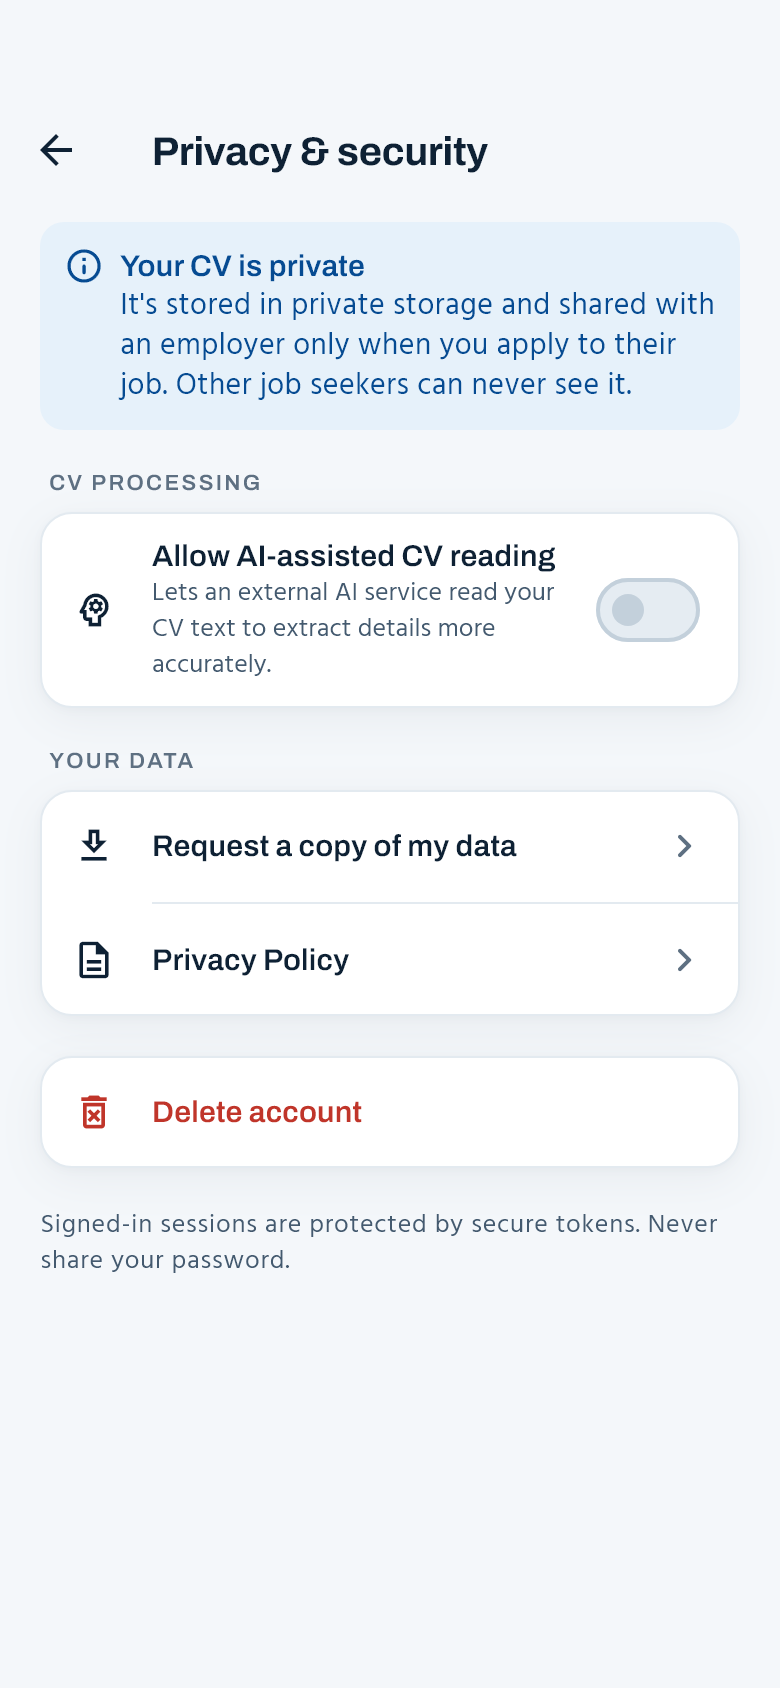 Privacy & security
Your CV is private
It's stored in private storage and shared with
an employer only when you apply to their
job. Other job seekers can never see it.
CV PROCESSING
Allow AI-assisted CV reading
Lets an external AI service read your
CV text to extract details more
accurately.
YOUR DATA
Request a copy of my data
Privacy Policy
Delete account
Signed-in sessions are protected by secure tokens. Never
share your password.